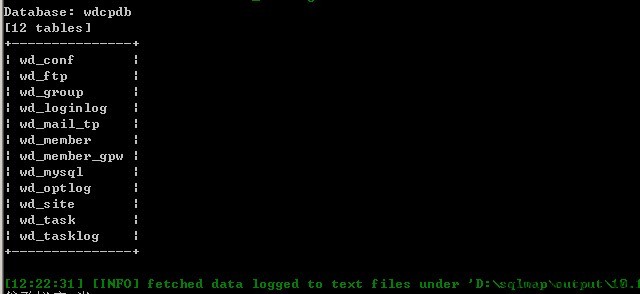 Database: wdcpdb
[12 tables]
+---------------+
| wd_conf       |
| wd_ftp        |
| wd_group      |
| wd_loginlog   |
| wd_mail_tp    |
| wd_member     |
| wd_member_gpw |
| wd_mysql      |
| wd_optlog     |
| wd_site       |
| wd_task       |
| wd_tasklog    |
+---------------+
[12:22:31] [INFO] fetched data logged to text files under 'D:\sqlmap\output\10.